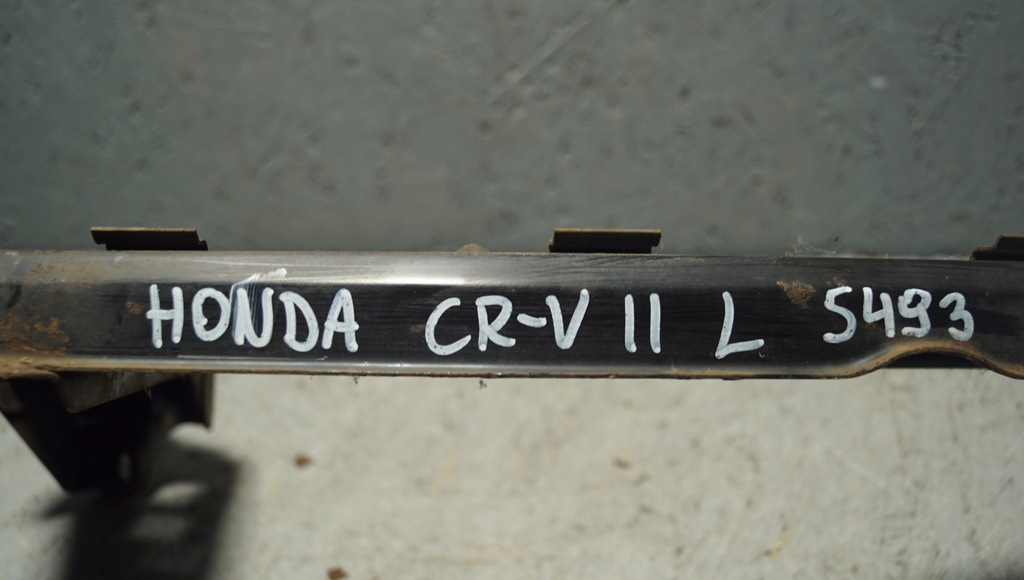 HONDA CR-V II L 5493